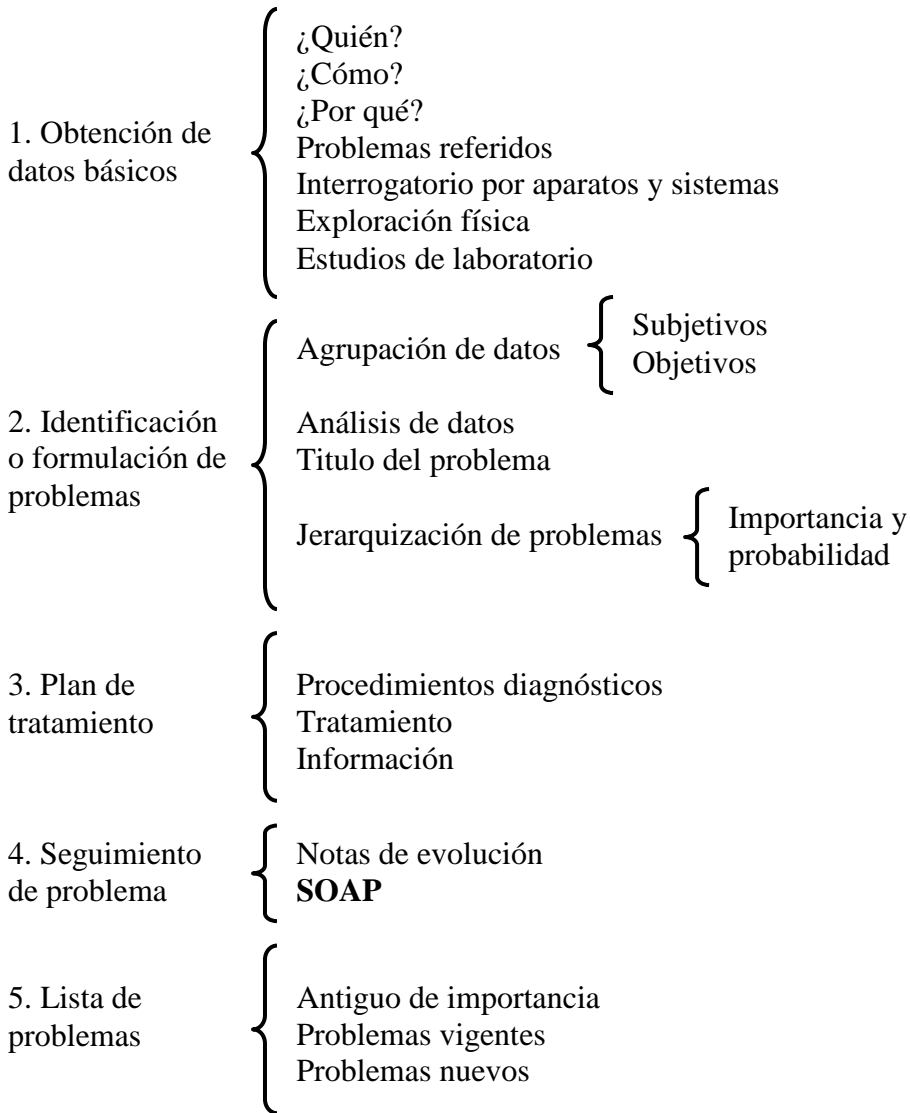 1. Obtención de
datos básicos
¿Quién?
¿Cómo?
¿Por qué?
Problemas referidos
Interrogatorio por aparatos y sistemas
Exploración física
Estudios de laboratorio
2. Identificación
o formulación de
problemas
Agrupación de datos
Subjetivos
Objetivos
Análisis de datos
Titulo del problema
Jerarquización de problemas
Importancia y
probabilidad
3. Plan de
tratamiento
Procedimientos diagnósticos
Tratamiento
Información
4. Seguimiento
de problema
Notas de evolución
SOAP
5. Lista de
problemas
Antiguo de importancia
Problemas vigentes
Problemas nuevos